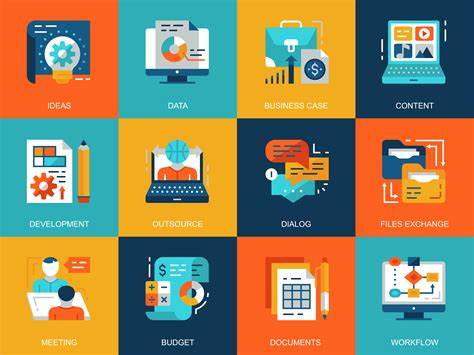 IDEAS
DATA
BUSINESS CASE
CONTENT
DEVELOPMENT
OUTSOURCE
DIALOG
FILES EXCHANGE
MEETING
BUDGET
DOCUMENTS
WORKFLOW